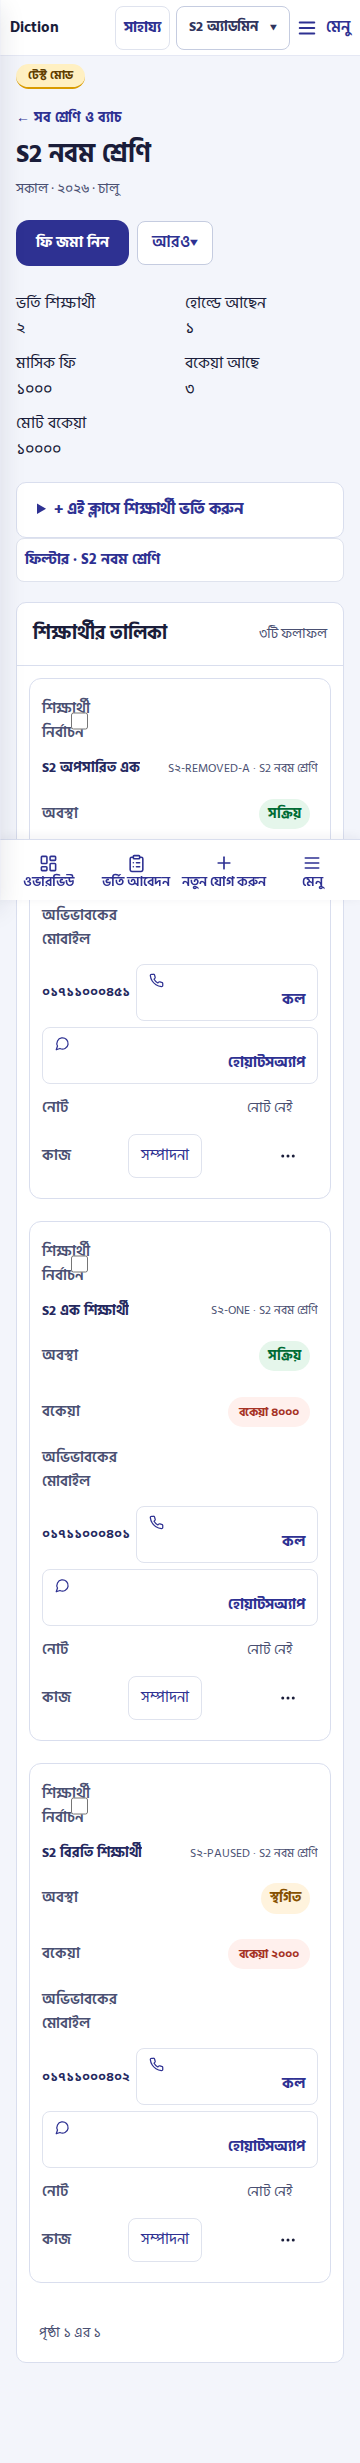 Diction
সাহায্য
S2 অ্যাডমিন
মেনু
টেস্ট মোড
← সব শ্রেণি ও ব্যাচ
S2 নবম শ্রেণি
সকাল · ২০২৬ · চালু
ফি জমা নিন
আরও
ভর্তি শিক্ষার্থী
২
হোল্ডে আছেন
১
মাসিক ফি
১০০০
বকেয়া আছে
৩
মোট বকেয়া
১০০০০
+ এই ক্লাসে শিক্ষার্থী ভর্তি করুন
ফিল্টার · S2 নবম শ্রেণি
শিক্ষার্থীর তালিকা
৩টি ফলাফল
শিক্ষার্থী
নির্বাচন
S2 অপসারিত এক
S২-REMOVED-A · S2 নবম শ্রেণি
অবস্থা
সক্রিয়
ওভারভিউ
ভর্তি আবেদন
নতুন যোগ করুন
মেনু
অভিভাবকের
মোবাইল
০১৭১১০০০৪৫১
কল
হোয়াটসঅ্যাপ
নোট
নোট নেই
কাজ
সম্পাদনা
...
শিক্ষার্থী
নির্বাচন
S2 এক শিক্ষার্থী
S২-ONE · S2 নবম শ্রেণি
অবস্থা
সক্রিয়
বকেয়া
বকেয়া ৪০০০
অভিভাবকের
মোবাইল
০১৭১১০০০৪০১
কল
হোয়াটসঅ্যাপ
নোট
নোট নেই
কাজ
সম্পাদনা
...
শিক্ষার্থী
নির্বাচন
S2 বিরতি শিক্ষার্থী
S২-PAUSED · S2 নবম শ্রেণি
অবস্থা
স্থগিত
বকেয়া
বকেয়া ২০০০
অভিভাবকের
মোবাইল
০১৭১১০০০৪০২
কল
হোয়াটসঅ্যাপ
নোট
নোট নেই
কাজ
সম্পাদনা
...
পৃষ্ঠা ১ এর ১